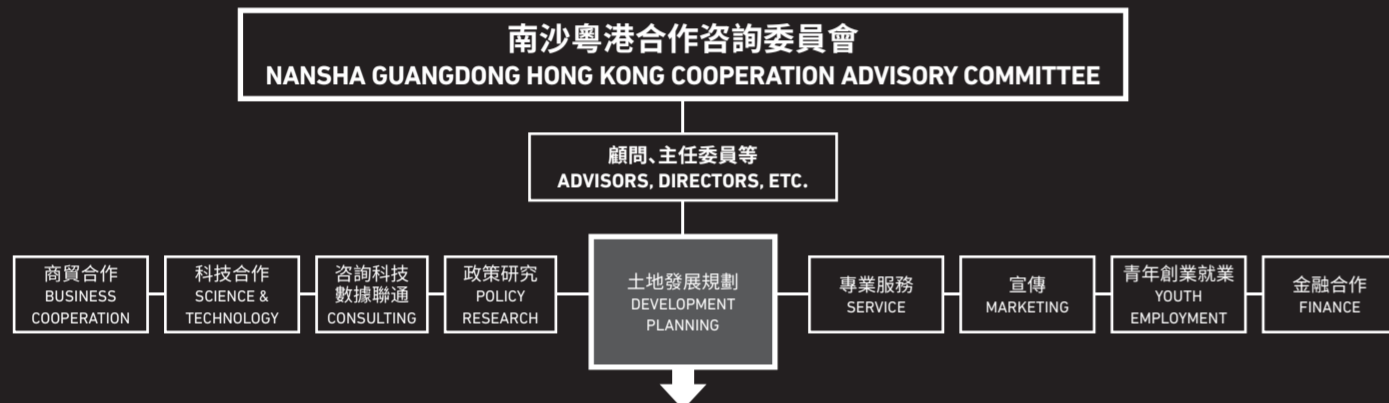 南沙粵港合作咨詢委員會
NANSHA GUANGDONG HONG KONG COOPERATION ADVISORY COMMITTEE
顧問、主任委員等
ADVISORS, DIRECTORS, ETC.
商貿合作
BUSINESS
COOPERATION
科技合作
SCIENCE &
TECHNOLOGY
咨詢科技
數據聯通
CONSULTING
政策研究
POLICY
RESEARCH
土地發展規劃
DEVELOPMENT
PLANNING
專業服務
SERVICE
宣傳
MARKETING
青年創業就業
YOUTH
EMPLOYMENT
金融合作
FINANCE